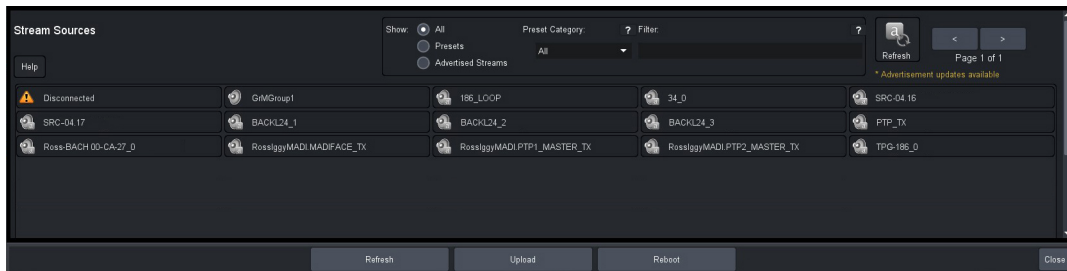 Stream Sources
Show: All
Presets
Advertised Streams
Preset Category: ? Filter: ?
All
a
Refresh
< >
Page 1 of 1
* Advertisement updates available
Help
Disconnected GrMGroup1 186_LOOP 34_0 SRC-04.16
SRC-04.17 BACKL24_1 BACKL24_2 BACKL24_3 PTP_TX
Ross-BACH 00-CA-27_0 RossIggyMADI.MADIFACE_TX RossIggyMADI.PTP1_MASTER_TX RossIggyMADI.PTP2_MASTER_TX TPG-186_0
Refresh Upload Reboot Close